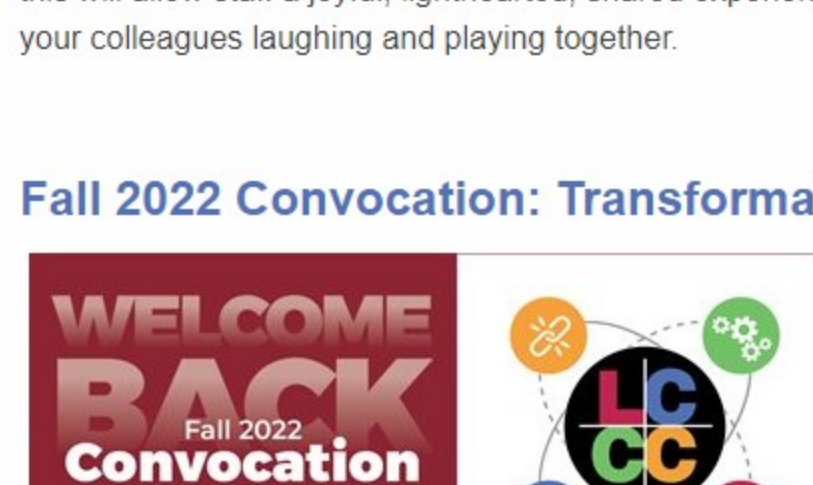 your colleagues laughing and playing together.
Fall 2022 Convocation: Transforma
WELCOME
BACK
Fall 2022
Convocation
LC
CC